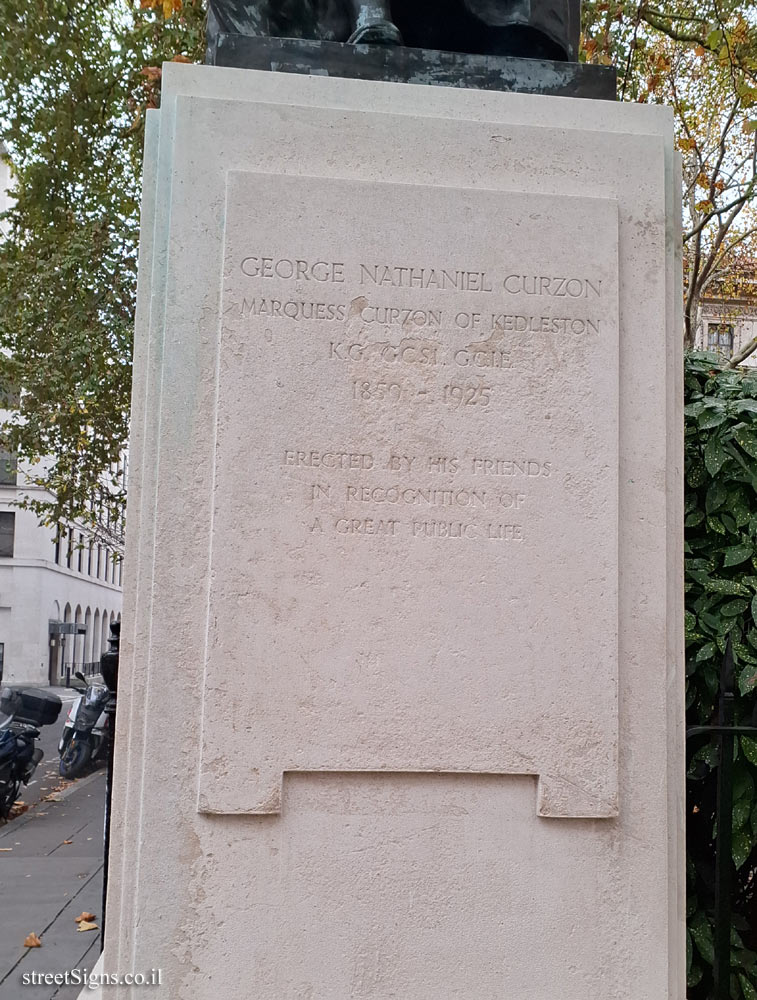 GEORGE NATHANIEL CURZON
MARQUESS CURZON OF KEDLESTON
K.G. G.C.S.I. G.C.I.E.
1859 - 1925
ERECTED BY HIS FRIENDS
IN RECOGNITION OF
A GREAT PUBLIC LIFE.
streetSigns.co.il